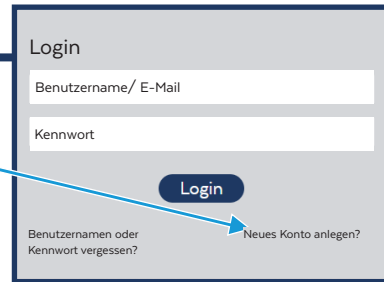 Login
Benutzername/ E-Mail
Kennwort
Login
Benutzernamen oder
Kennwort vergessen?
Neues Konto anlegen?